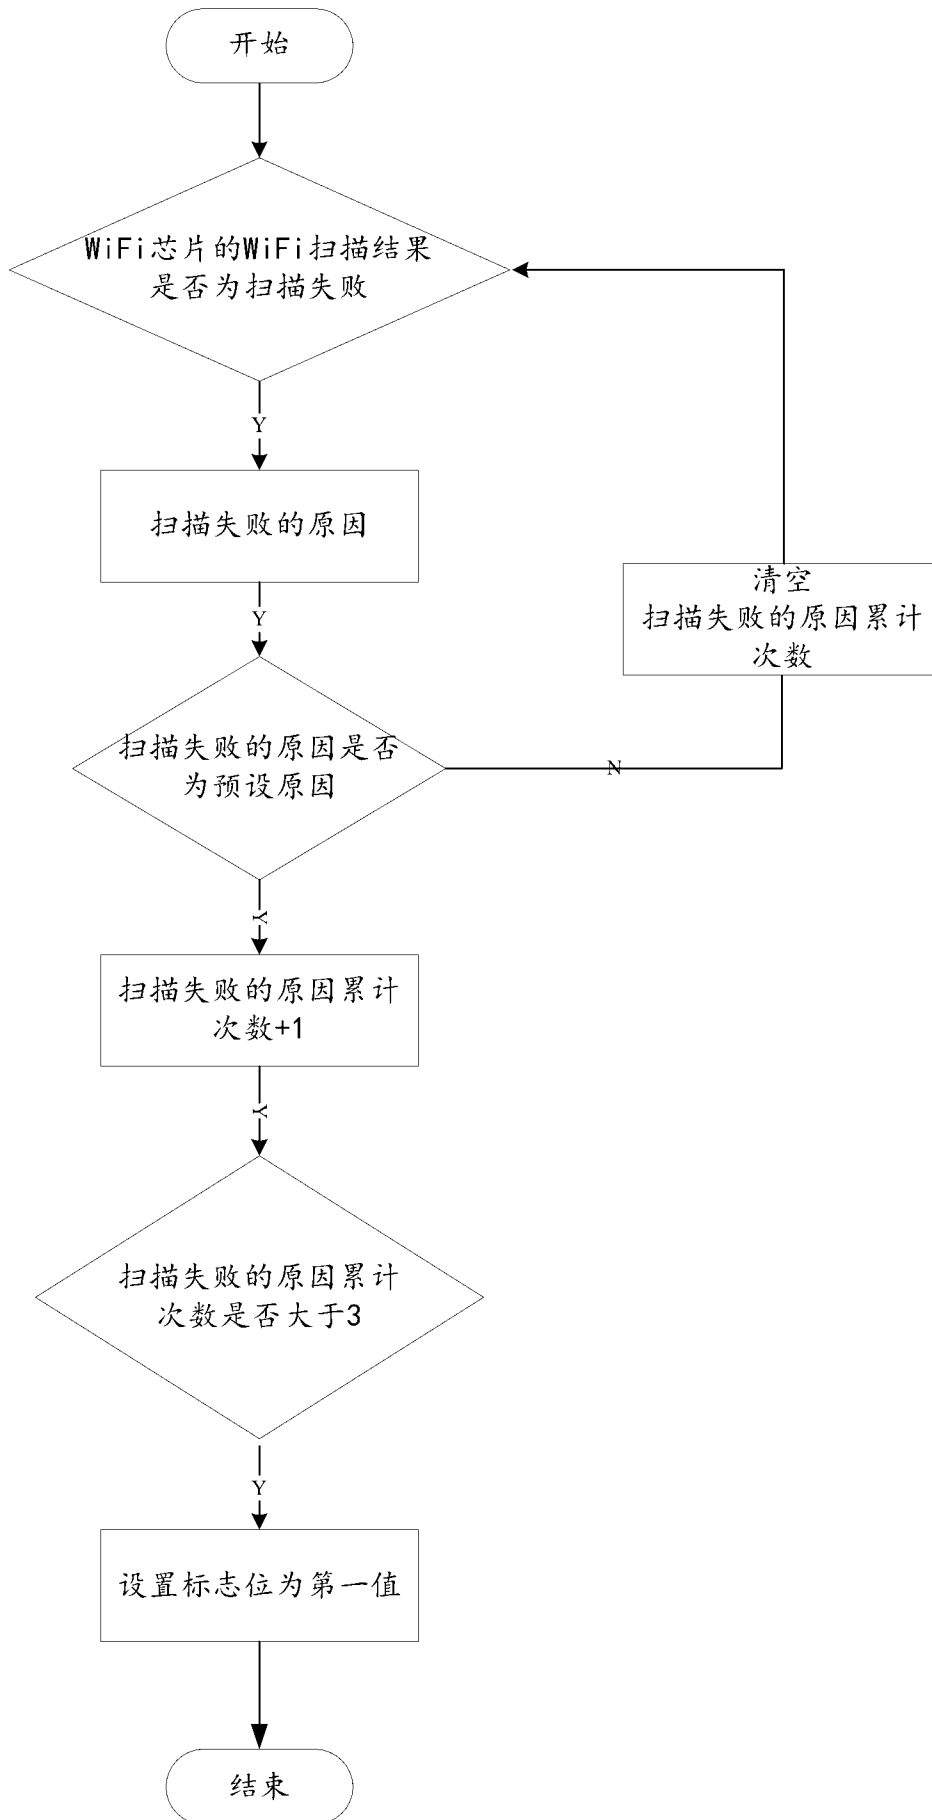 开始
WiFi芯片的WiFi扫描结果
是否为扫描失败
Y
扫描失败的原因
清空
扫描失败的原因累计
次数
Y
扫描失败的原因是否
为预设原因
N
Y
扫描失败的原因累计
次数+1
Y
扫描失败的原因累计
次数是否大于3
Y
设置标志位为第一值
结束